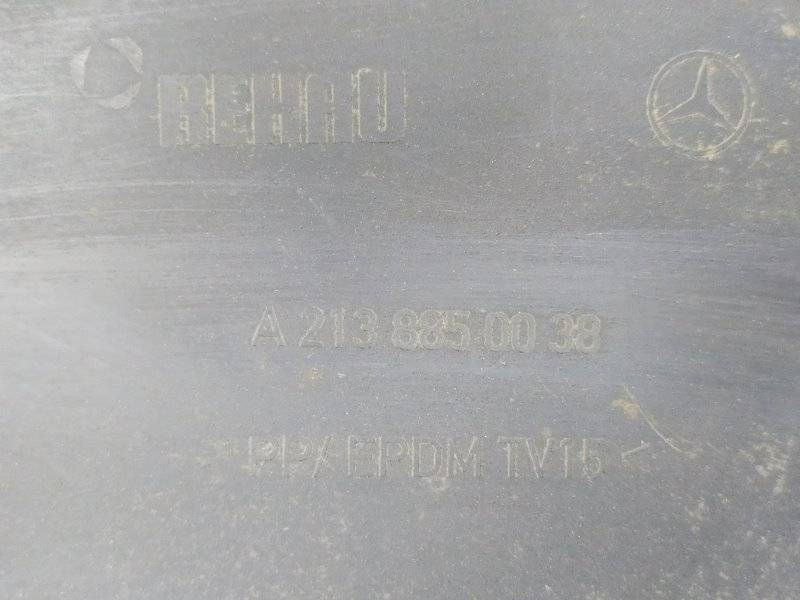 REHAU
A 213 885 00 38
PP/EPDM TV15 <